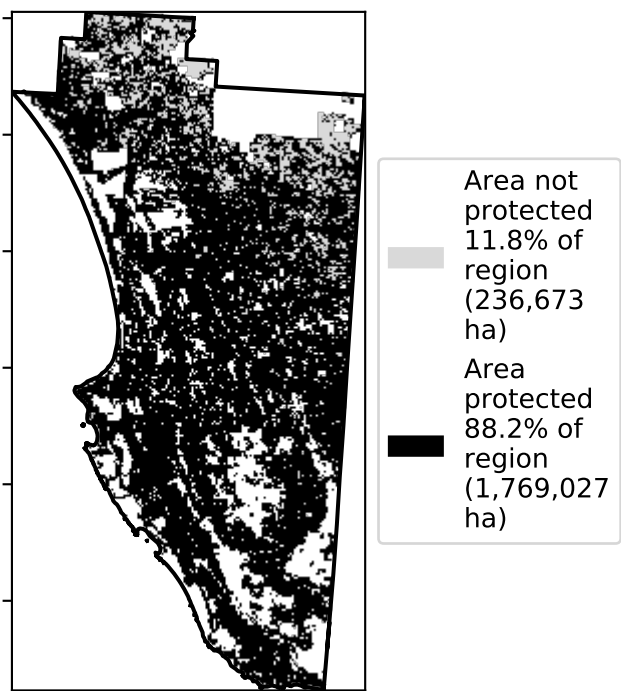 Area not
protected
11.8% of
region
(236,673
ha)
Area
protected
88.2% of
region
(1,769,027
ha)